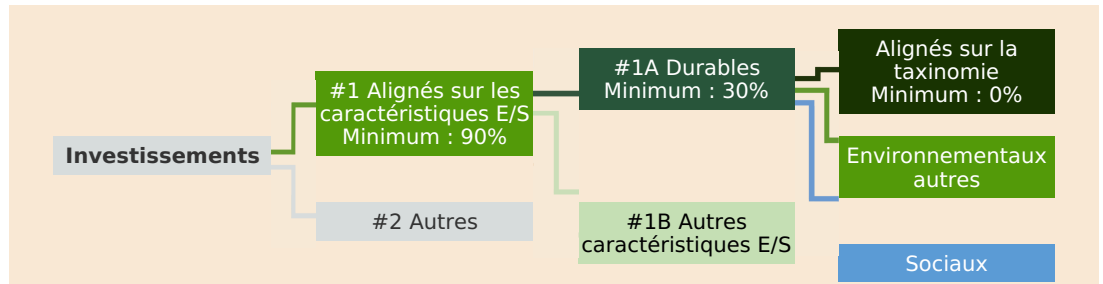 Investissements
#1 Alignés sur les
caractéristiques E/S
Minimum : 90%
#2 Autres
#1A Durables
Minimum : 30%
#1B Autres
caractéristiques E/S
Alignés sur la
taxinomie
Minimum : 0%
Environnementaux
autres
Sociaux